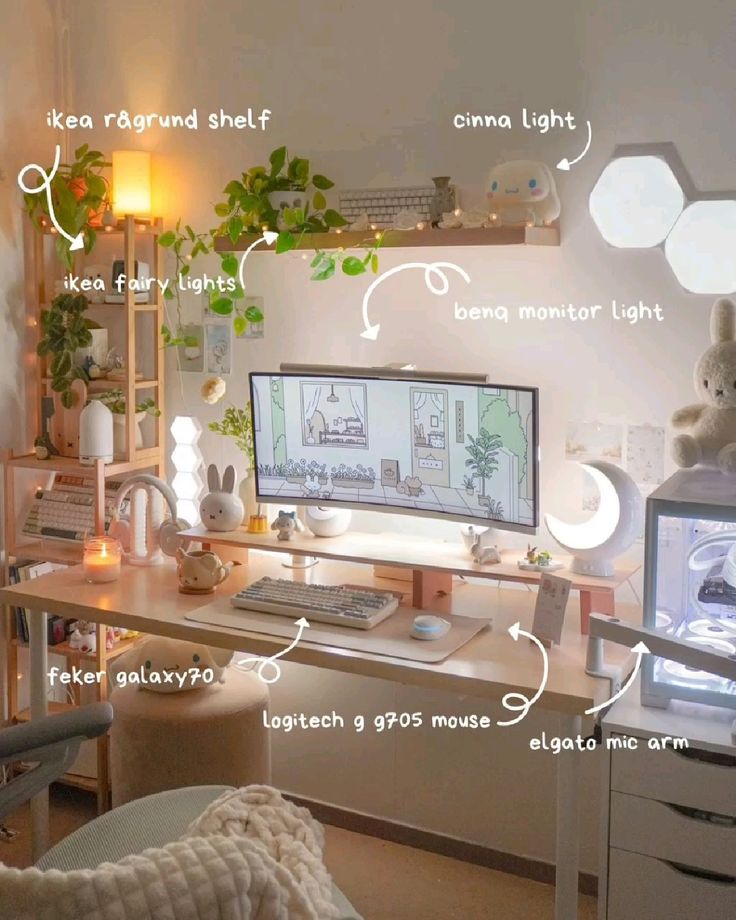 ikea rågrund shelf
cinna light
ikea fairy lights
benq monitor light
feker galaxy70
logitech g g705 mouse
elgato mic arm